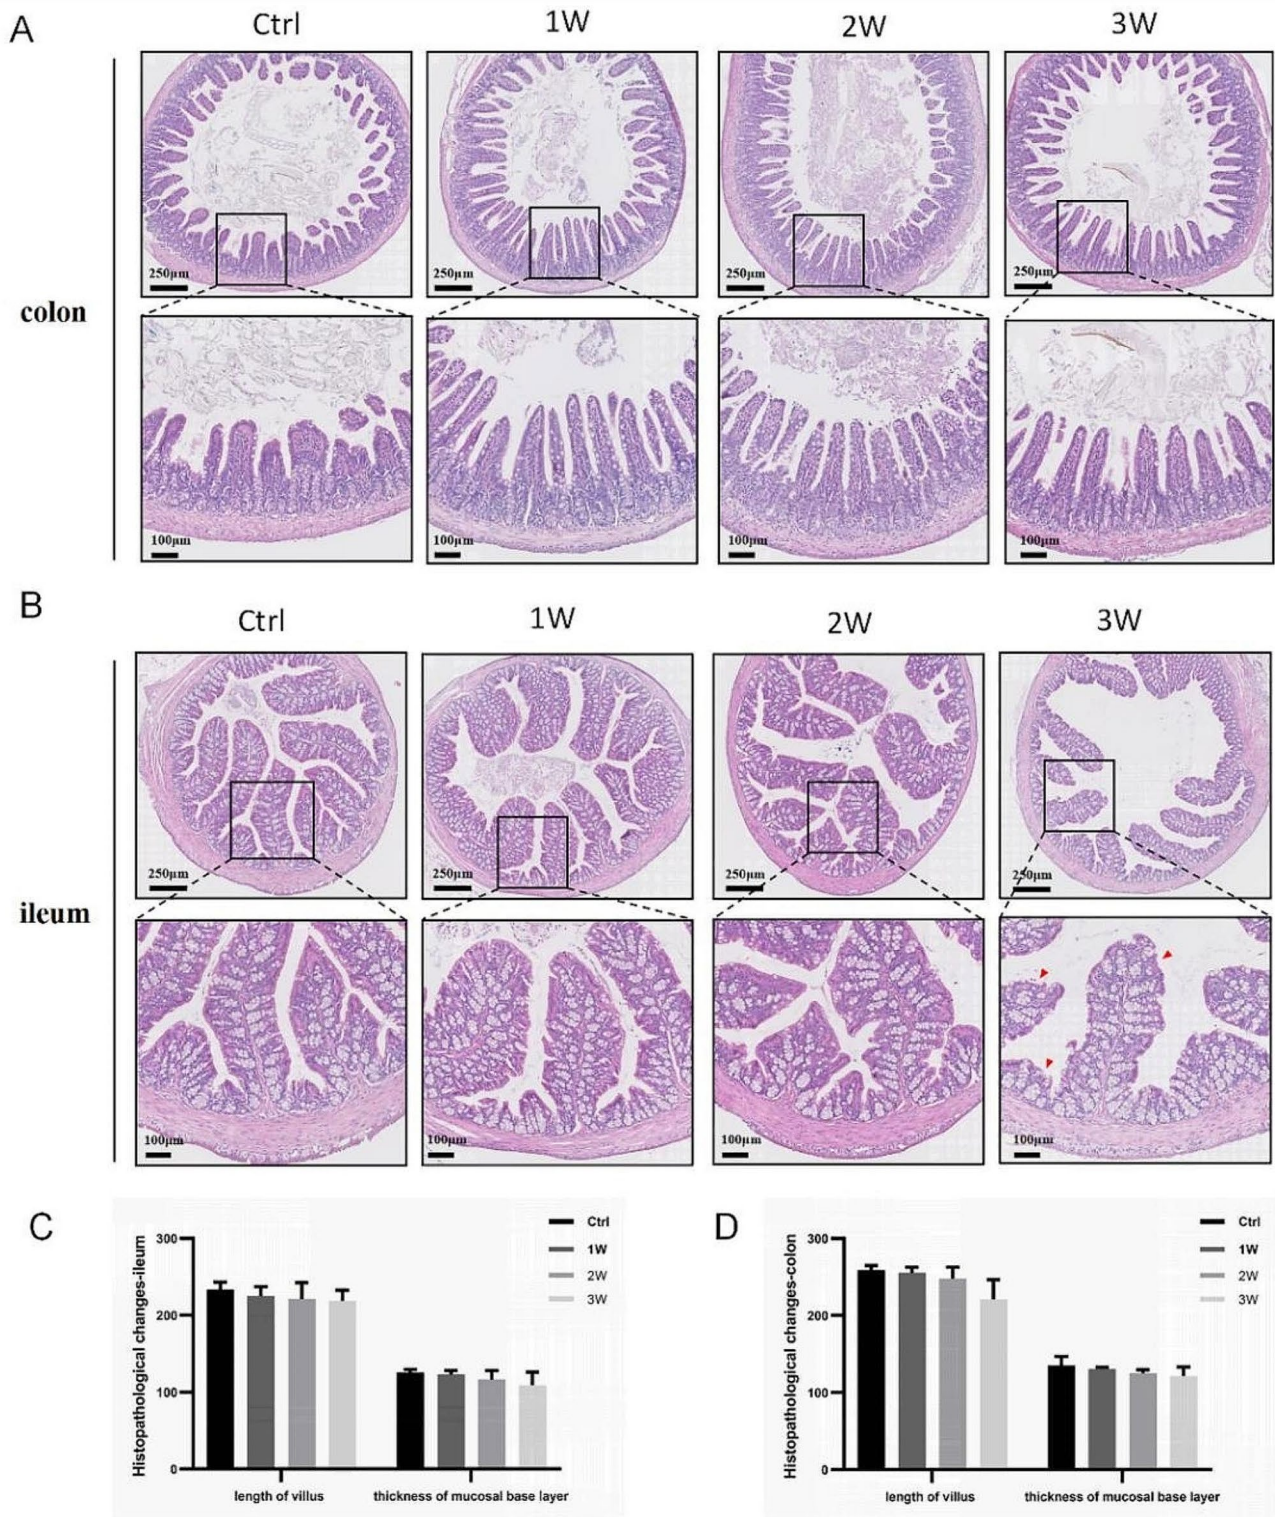 A
Ctrl 1W 2W 3W
250μm 250μm 250μm 250μm
colon
100μm 100μm 100μm 100μm
B
Ctrl 1W 2W 3W
250μm 250μm 250μm 250μm
ileum
100μm 100μm 100μm 100μm
C
Histopathological changes-ileum
300
200
100
0
length of villus thickness of mucosal base layer
Ctrl
1W
2W
3W
D
Histopathological changes-colon
300
200
100
0
length of villus thickness of mucosal base layer
Ctrl
1W
2W
3W